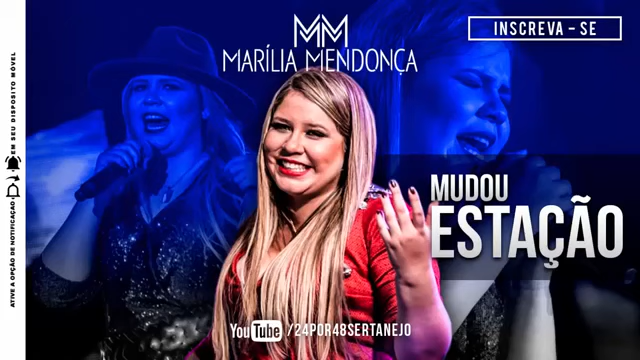 MM
MARÍLIA MENDONÇA
INSCREVA - SE
MUDOU
ESTAÇÃO
YouTube /24POR48SERTANEJO
ATIVE A OPÇÃO DE NOTIFICAÇÃO EM SEU DISPOSITO MÓVEL